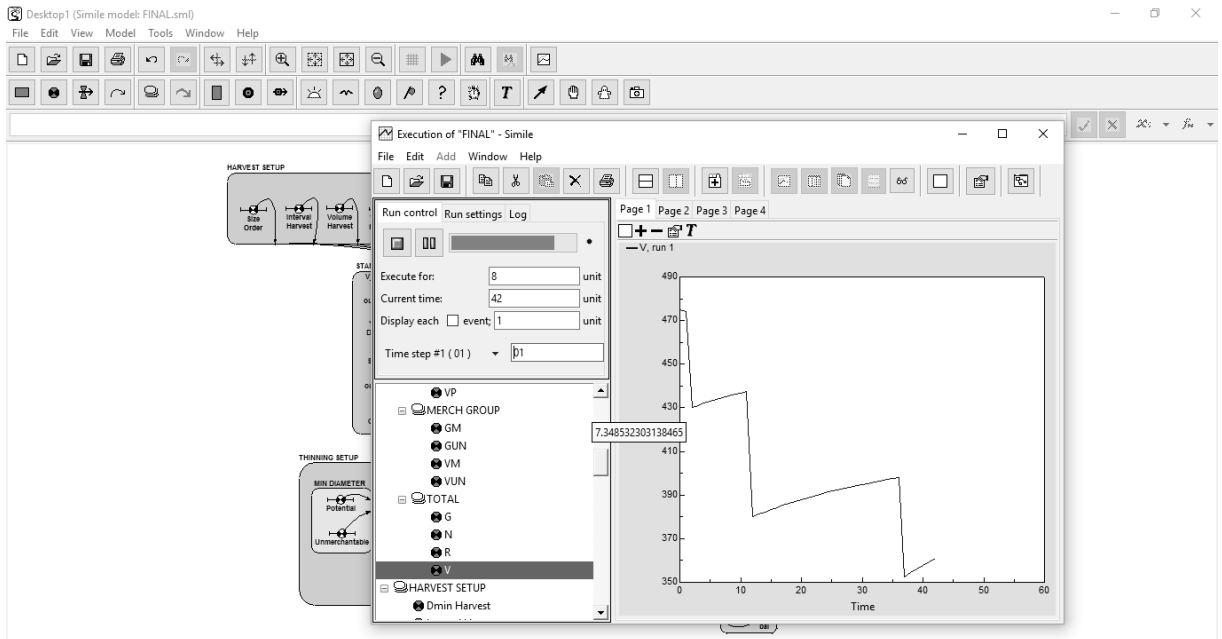 Desktop1 (Simile model: FINAL.sml)
File Edit View Model Tools Window Help
HARVEST SETUP
Size Order
Interval Harvest
Volume Harvest
THINNING SETUP
MIN DIAMETER
Potential
Unmerchantable
Execution of "FINAL" - Simile
File Edit Add Window Help
Run control Run settings Log
Execute for: 8 unit
Current time: 42 unit
Display each event; 1 unit
Time step #1 ( 01 ) 01
VP
MERCH GROUP
GM
GUN
VM
VUN
TOTAL
G
N
R
V
HARVEST SETUP
Dmin Harvest
7.348532303138465
Page 1 Page 2 Page 3 Page 4
V, run 1
490
470
450
430
410
390
370
350
0 10 20 30 40 50 60
Time